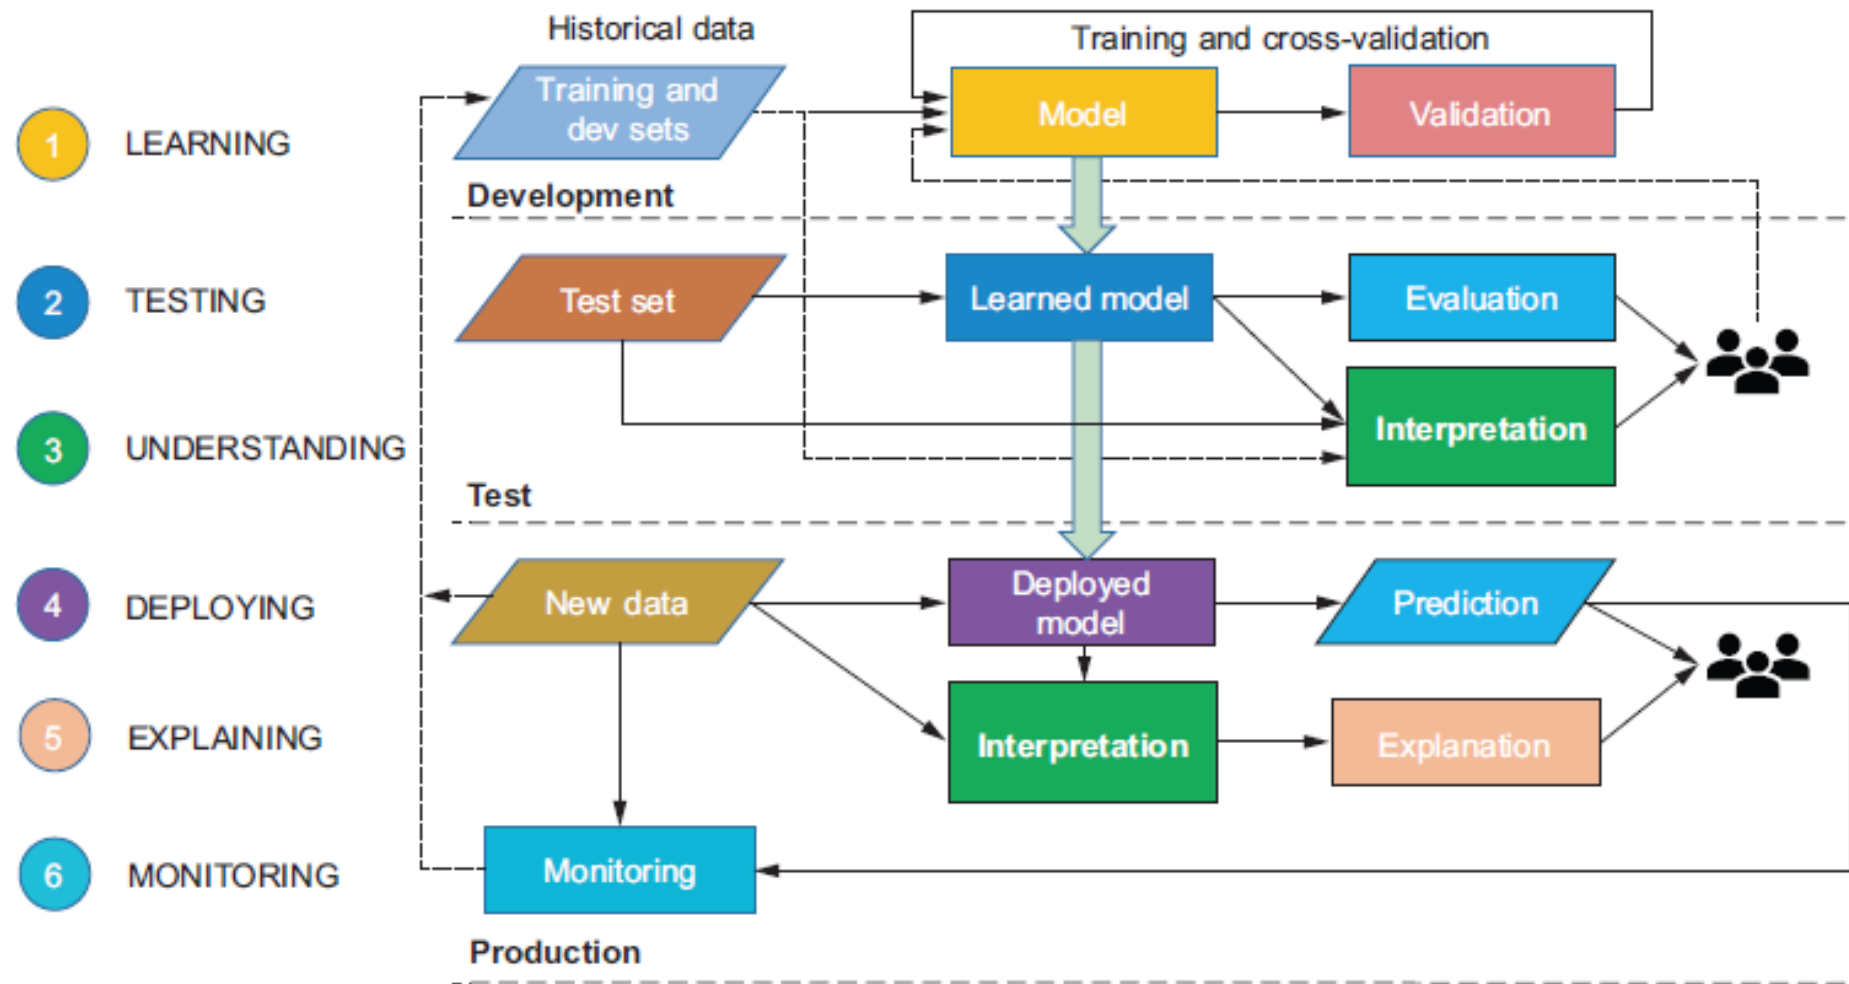 Historical data
Training and cross-validation
Training and
dev sets
Model
Validation
1
LEARNING
Development
2
TESTING
Test set
Learned model
Evaluation
3
UNDERSTANDING
Interpretation
Test
4
DEPLOYING
New data
Deployed
model
Prediction
5
EXPLAINING
Interpretation
Explanation
6
MONITORING
Monitoring
Production